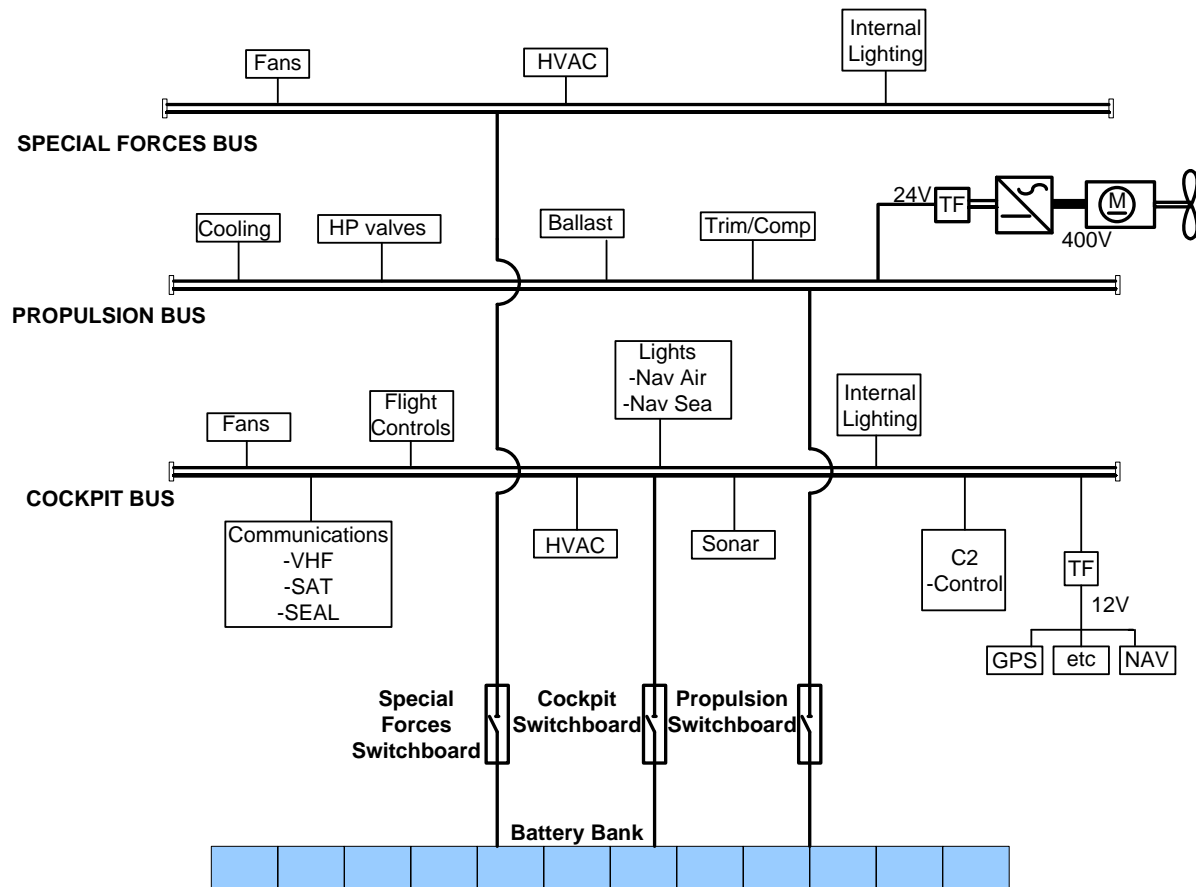 Internal
Lighting
Fans
HVAC
SPECIAL FORCES BUS
24V
TF
M
400V
Cooling
HP valves
Ballast
Trim/Comp
PROPULSION BUS
Lights
-Nav Air
-Nav Sea
Flight
Controls
Internal
Lighting
Fans
COCKPIT BUS
Communications
-VHF
-SAT
-SEAL
HVAC
Sonar
C2
-Control
TF
12V
GPS
etc
NAV
Special
Forces
Switchboard
Cockpit
Switchboard
Propulsion
Switchboard
Battery Bank